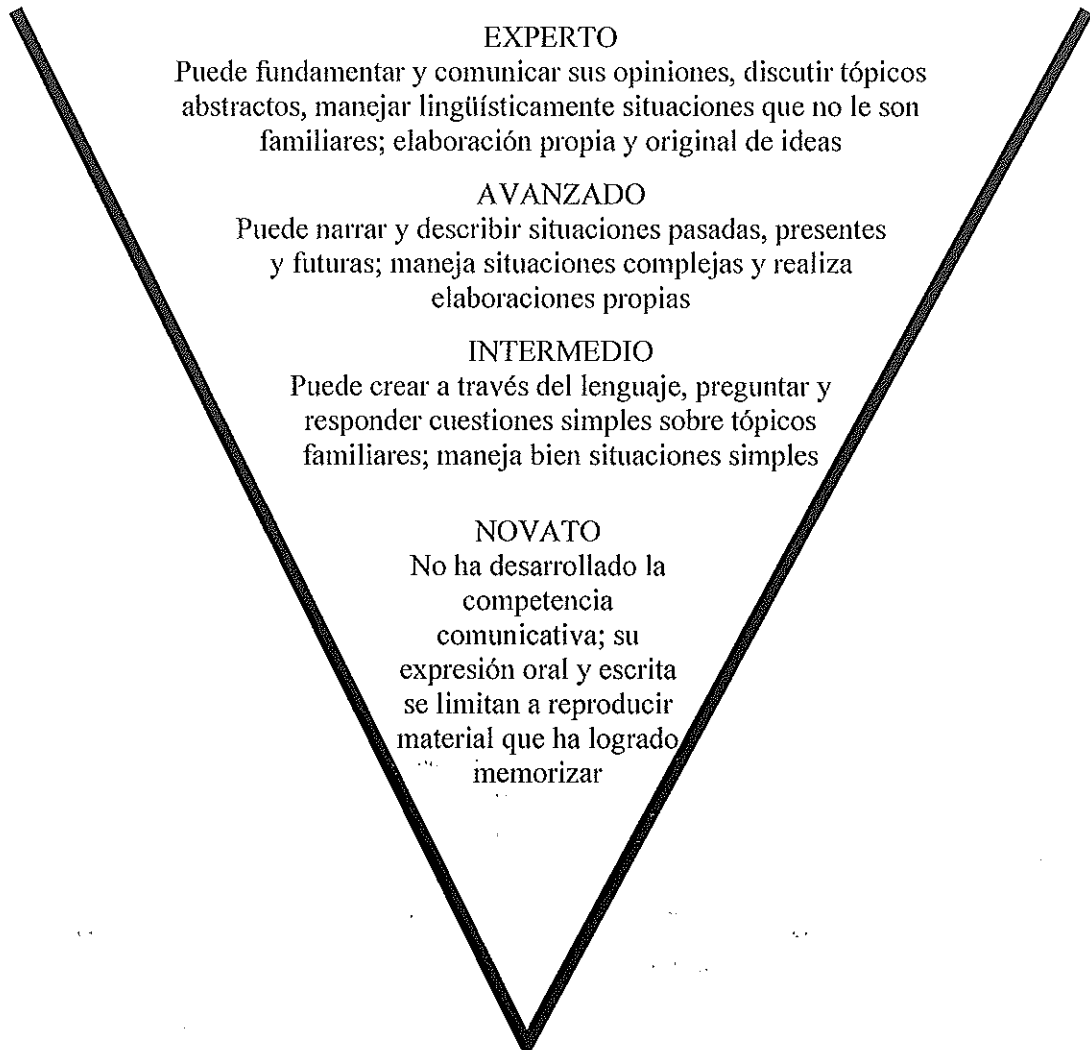 EXPERTO
Puede fundamentar y comunicar sus opiniones, discutir tópicos
abstractos, manejar lingüísticamente situaciones que no le son
familiares; elaboración propia y original de ideas
AVANZADO
Puede narrar y describir situaciones pasadas, presentes
y futuras; maneja situaciones complejas y realiza
elaboraciones propias
INTERMEDIO
Puede crear a través del lenguaje, preguntar y
responder cuestiones simples sobre tópicos
familiares; maneja bien situaciones simples
NOVATO
No ha desarrollado la
competencia
comunicativa; su
expresión oral y escrita
se limitan a reproducir
material que ha logrado
memorizar